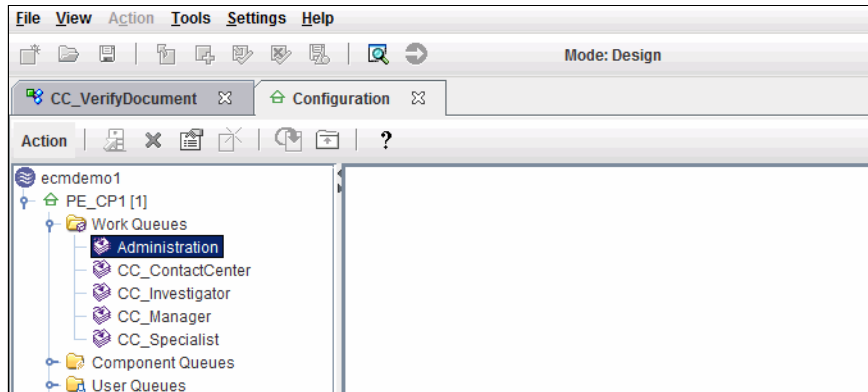 File View Action Tools Settings Help
Mode: Design
CC_VerifyDocument Configuration
Action ?
ecmdemo1
PE_CP1 [1]
Work Queues
Administration
CC_ContactCenter
CC_Investigator
CC_Manager
CC_Specialist
Component Queues
User Queues